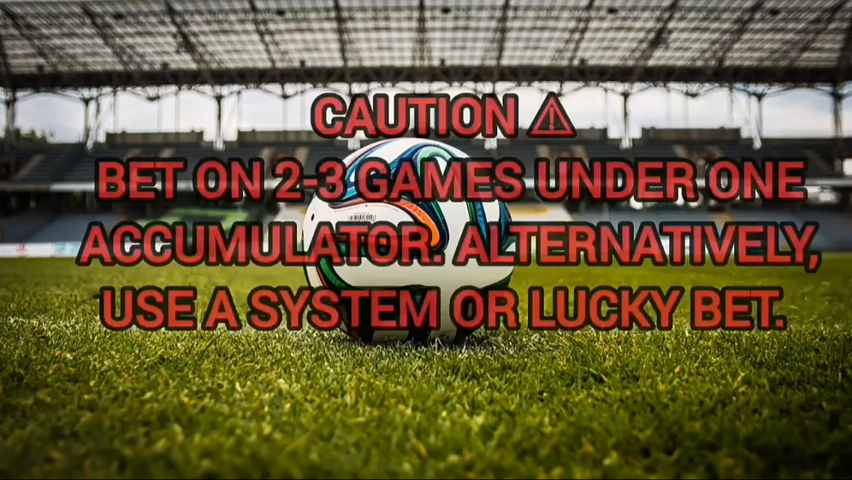 CAUTION ⚠
BET ON 2-3 GAMES UNDER ONE
ACCUMULATOR. ALTERNATIVELY,
USE A SYSTEM OR LUCKY BET.